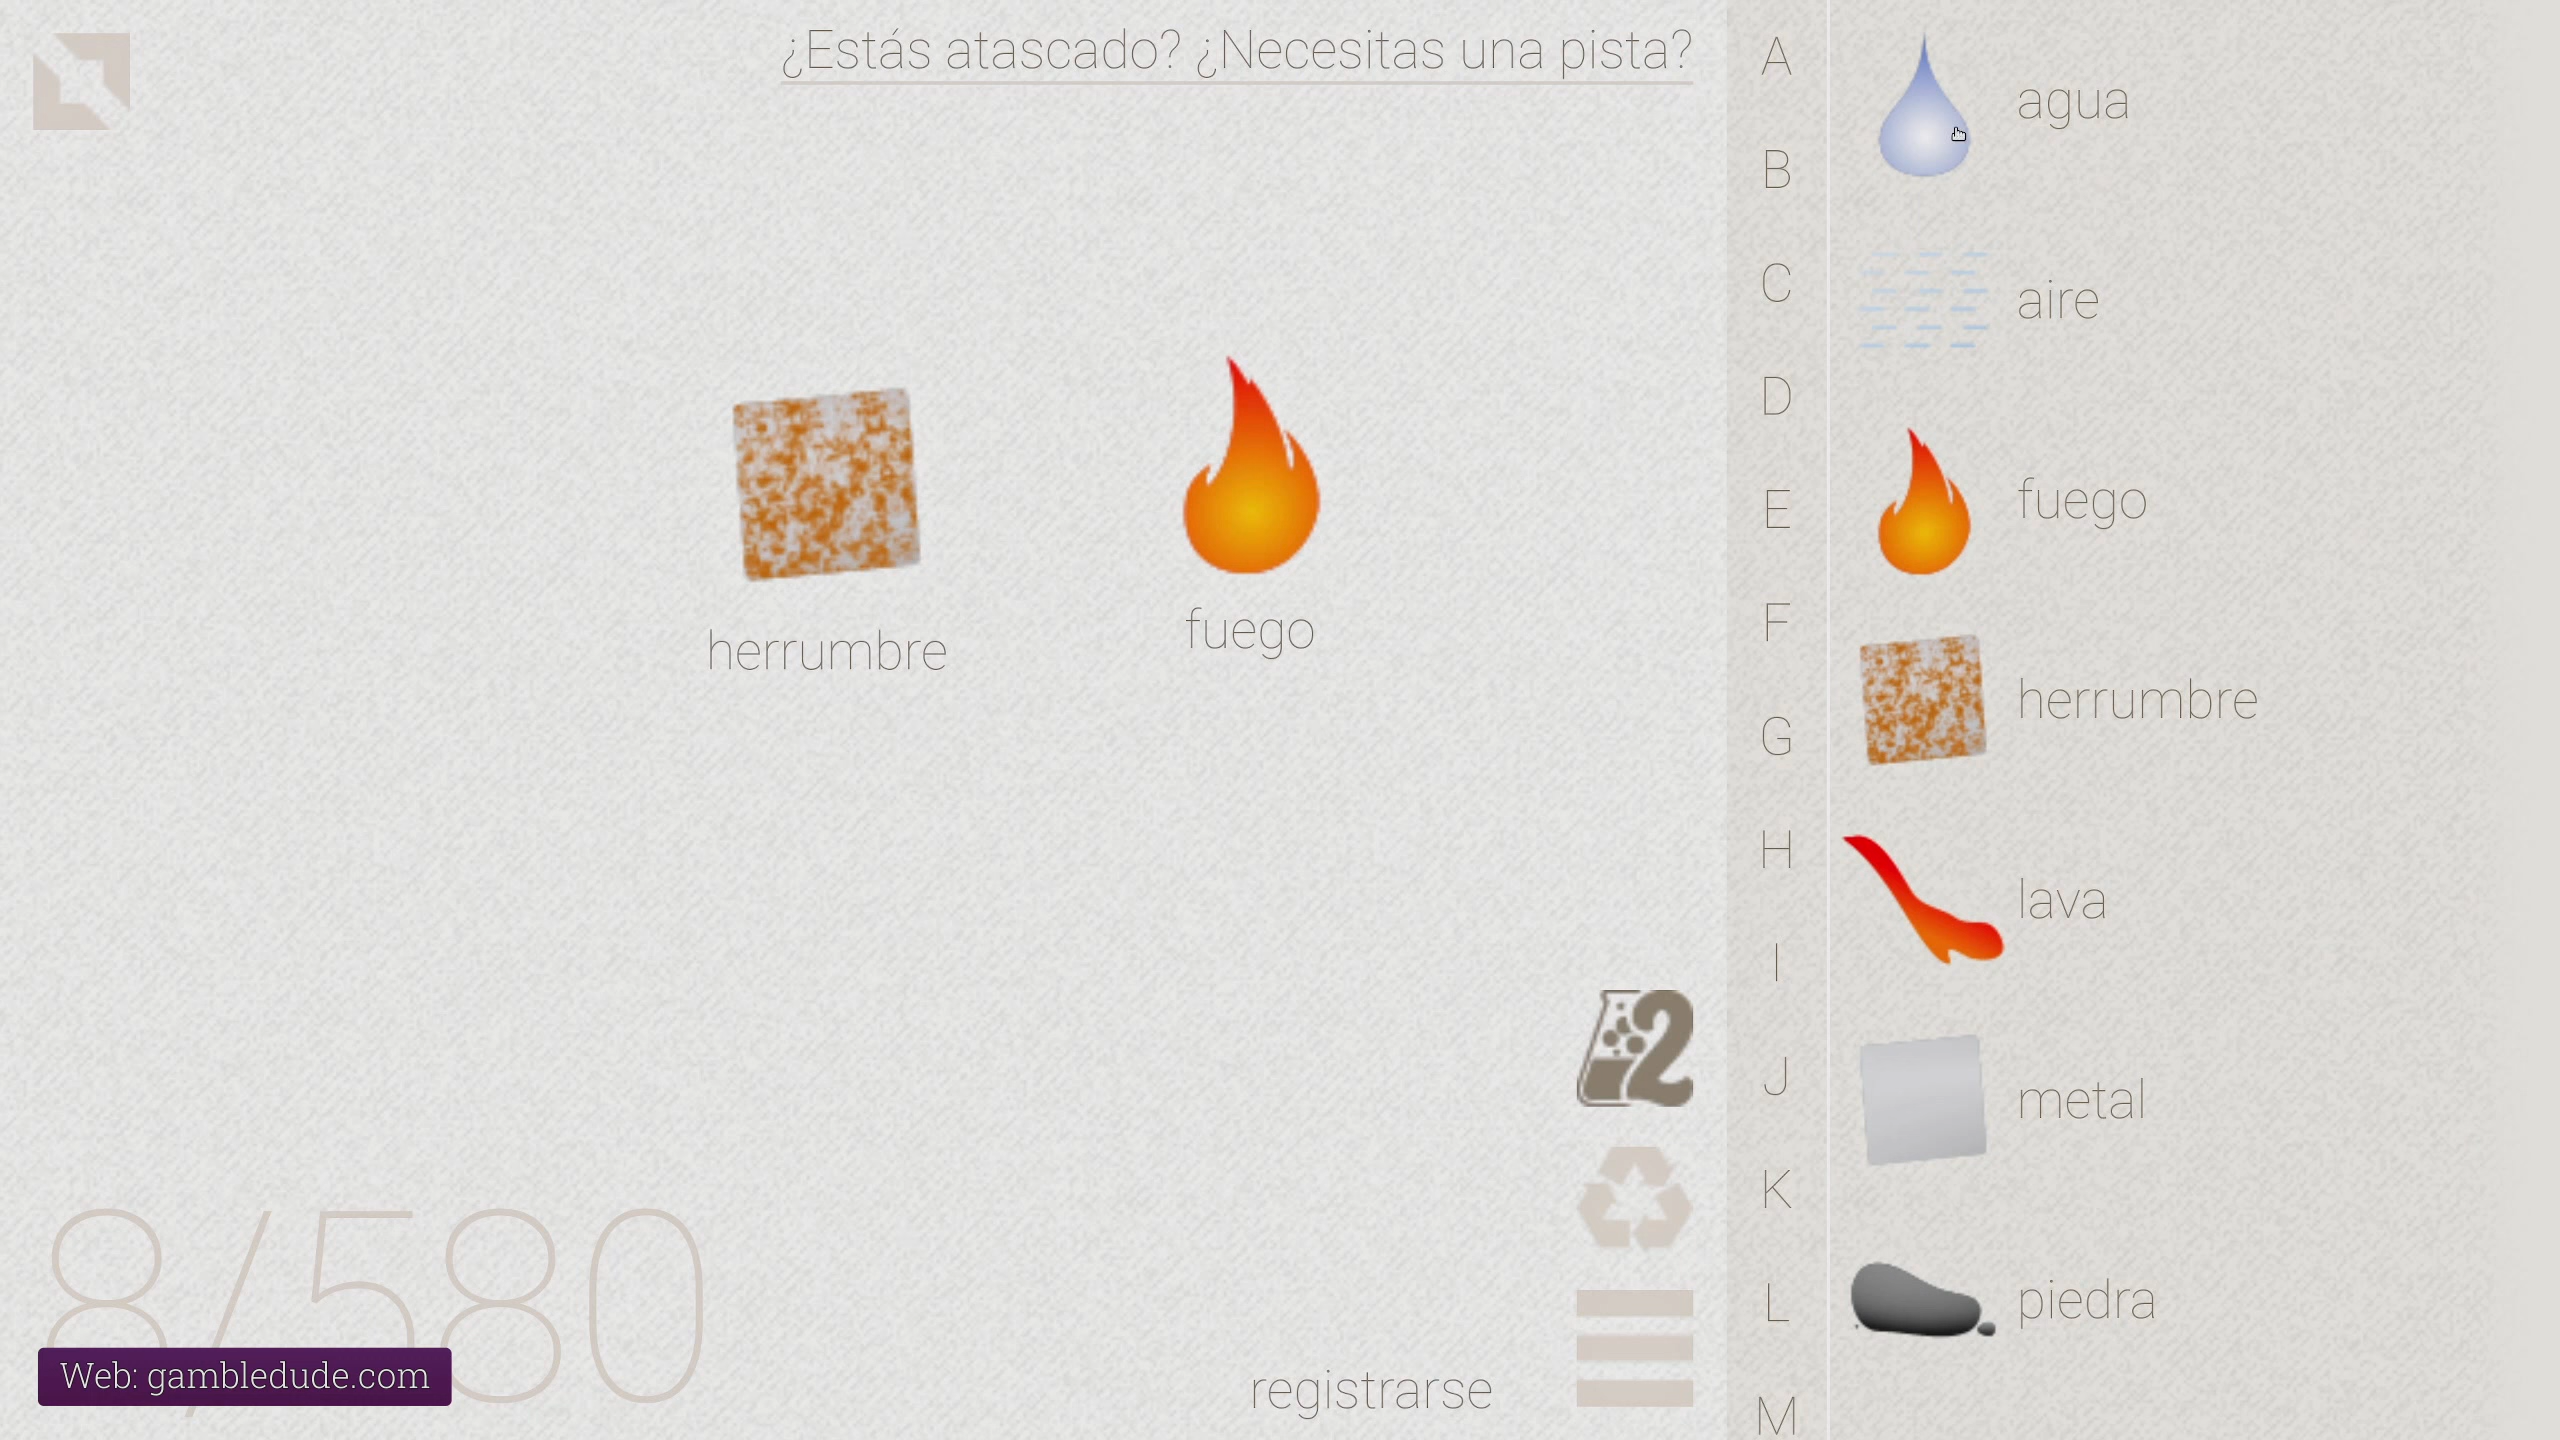 ¿Estás atascado? ¿Necesitas una pista?
herrumbre
fuego
8/580
Web: gambledude.com
registrarse
2
A
B
C
D
E
F
G
H
I
J
K
L
M
agua
aire
fuego
herrumbre
lava
metal
piedra